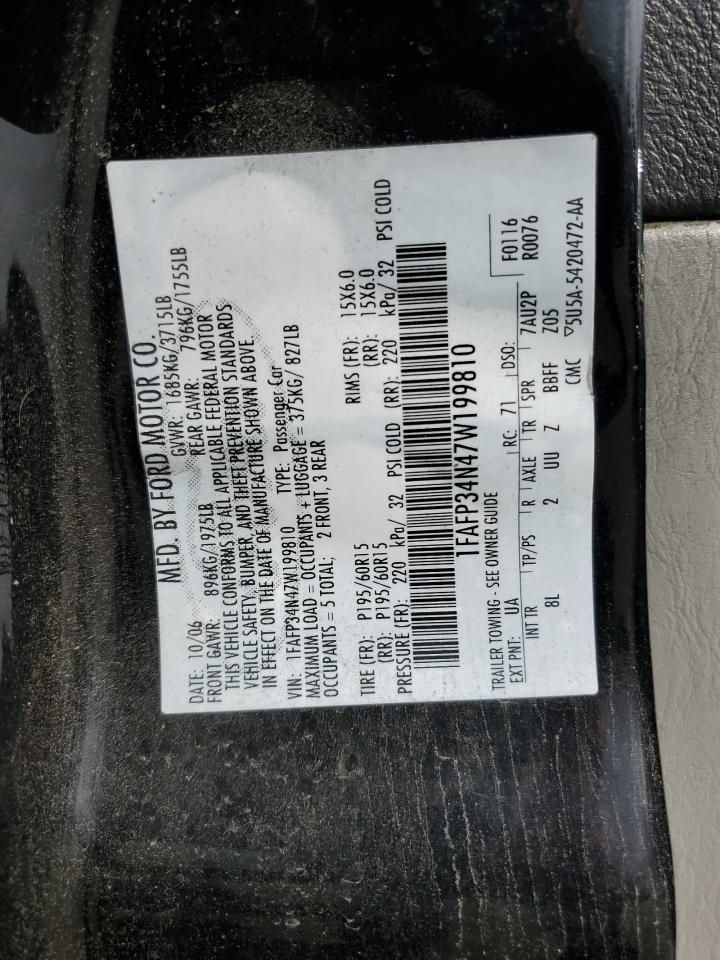 MFD. BY FORD MOTOR CO.
DATE: 10/06 GVWR: 1685KG/3715LB
FRONT GAWR: 896KG/1975LB REAR GAWR: 796KG/1755LB
THIS VEHICLE CONFORMS TO ALL APPLICABLE FEDERAL MOTOR
VEHICLE SAFETY, BUMPER, AND THEFT PREVENTION STANDARDS
IN EFFECT ON THE DATE OF MANUFACTURE SHOWN ABOVE.
VIN: 1FAFP34N47W199810 TYPE: Passenger Car
MAXIMUM LOAD = OCCUPANTS + LUGGAGE = 375KG/ 827LB
OCCUPANTS = 5 TOTAL; 2 FRONT, 3 REAR
TIRE (FR): P195/60R15 RIMS (FR): 15X6.0
(RR): P195/60R15 (RR): 15X6.0
PRESSURE (FR): 220 kPa/ 32 PSI COLD (RR): 220 kPa/ 32 PSI COLD
1FAFP34N47W199810
TRAILER TOWING - SEE OWNER GUIDE F0116
EXT PNT: UA RC: 71 DSO: 7AU2P R0076
INT TR TP/PS R AXLE TR SPR Z05
8L 2 UU Z BBFF
CMC ▽5U5A-5420472-AA